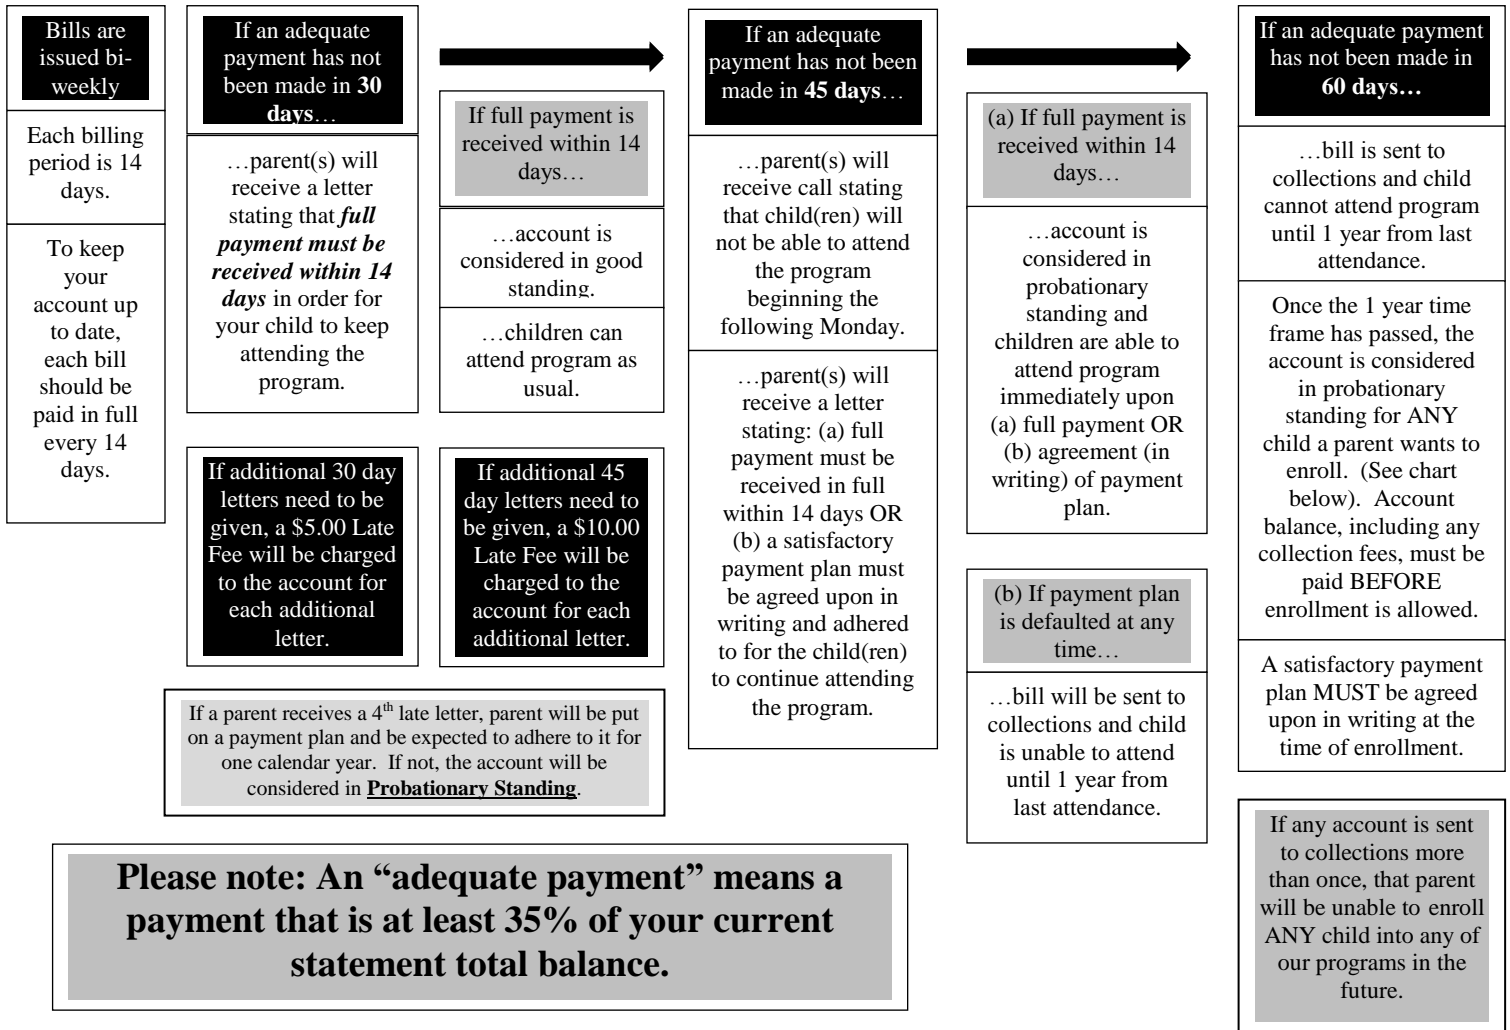 Bills are
issued bi-
weekly
Each billing
period is 14
days.
To keep
your
account up
to date,
each bill
should be
paid in full
every 14
days.
If an adequate
payment has not
been made in 30
days…
…parent(s) will
receive a letter
stating that full
payment must be
received within 14
days in order for
your child to keep
attending the
program.
If full payment is
received within 14
days…
…account is
considered in good
standing.
…children can
attend program as
usual.
If additional 30 day
letters need to be
given, a $5.00 Late
Fee will be charged
to the account for
each additional
letter.
If additional 45
day letters need to
be given, a $10.00
Late Fee will be
charged to the
account for each
additional letter.
If a parent receives a 4th late letter, parent will be put
on a payment plan and be expected to adhere to it for
one calendar year. If not, the account will be
considered in Probationary Standing.
If an adequate
payment has not been
made in 45 days…
…parent(s) will
receive call stating
that child(ren) will
not be able to attend
the program
beginning the
following Monday.
…parent(s) will
receive a letter
stating: (a) full
payment must be
received in full
within 14 days OR
(b) a satisfactory
payment plan must
be agreed upon in
writing and adhered
to for the child(ren)
to continue attending
the program.
(a) If full payment is
received within 14
days…
…account is
considered in
probationary
standing and
children are able to
attend program
immediately upon
(a) full payment OR
(b) agreement (in
writing) of payment
plan.
(b) If payment plan
is defaulted at any
time…
…bill will be sent to
collections and child
is unable to attend
until 1 year from
last attendance.
If an adequate payment
has not been made in
60 days…
…bill is sent to
collections and child
cannot attend program
until 1 year from last
attendance.
Once the 1 year time
frame has passed, the
account is considered
in probationary
standing for ANY
child a parent wants to
enroll. (See chart
below). Account
balance, including any
collection fees, must be
paid BEFORE
enrollment is allowed.
A satisfactory payment
plan MUST be agreed
upon in writing at the
time of enrollment.
If any account is sent
to collections more
than once, that parent
will be unable to enroll
ANY child into any of
our programs in the
future.
Please note: An “adequate payment” means a
payment that is at least 35% of your current
statement total balance.